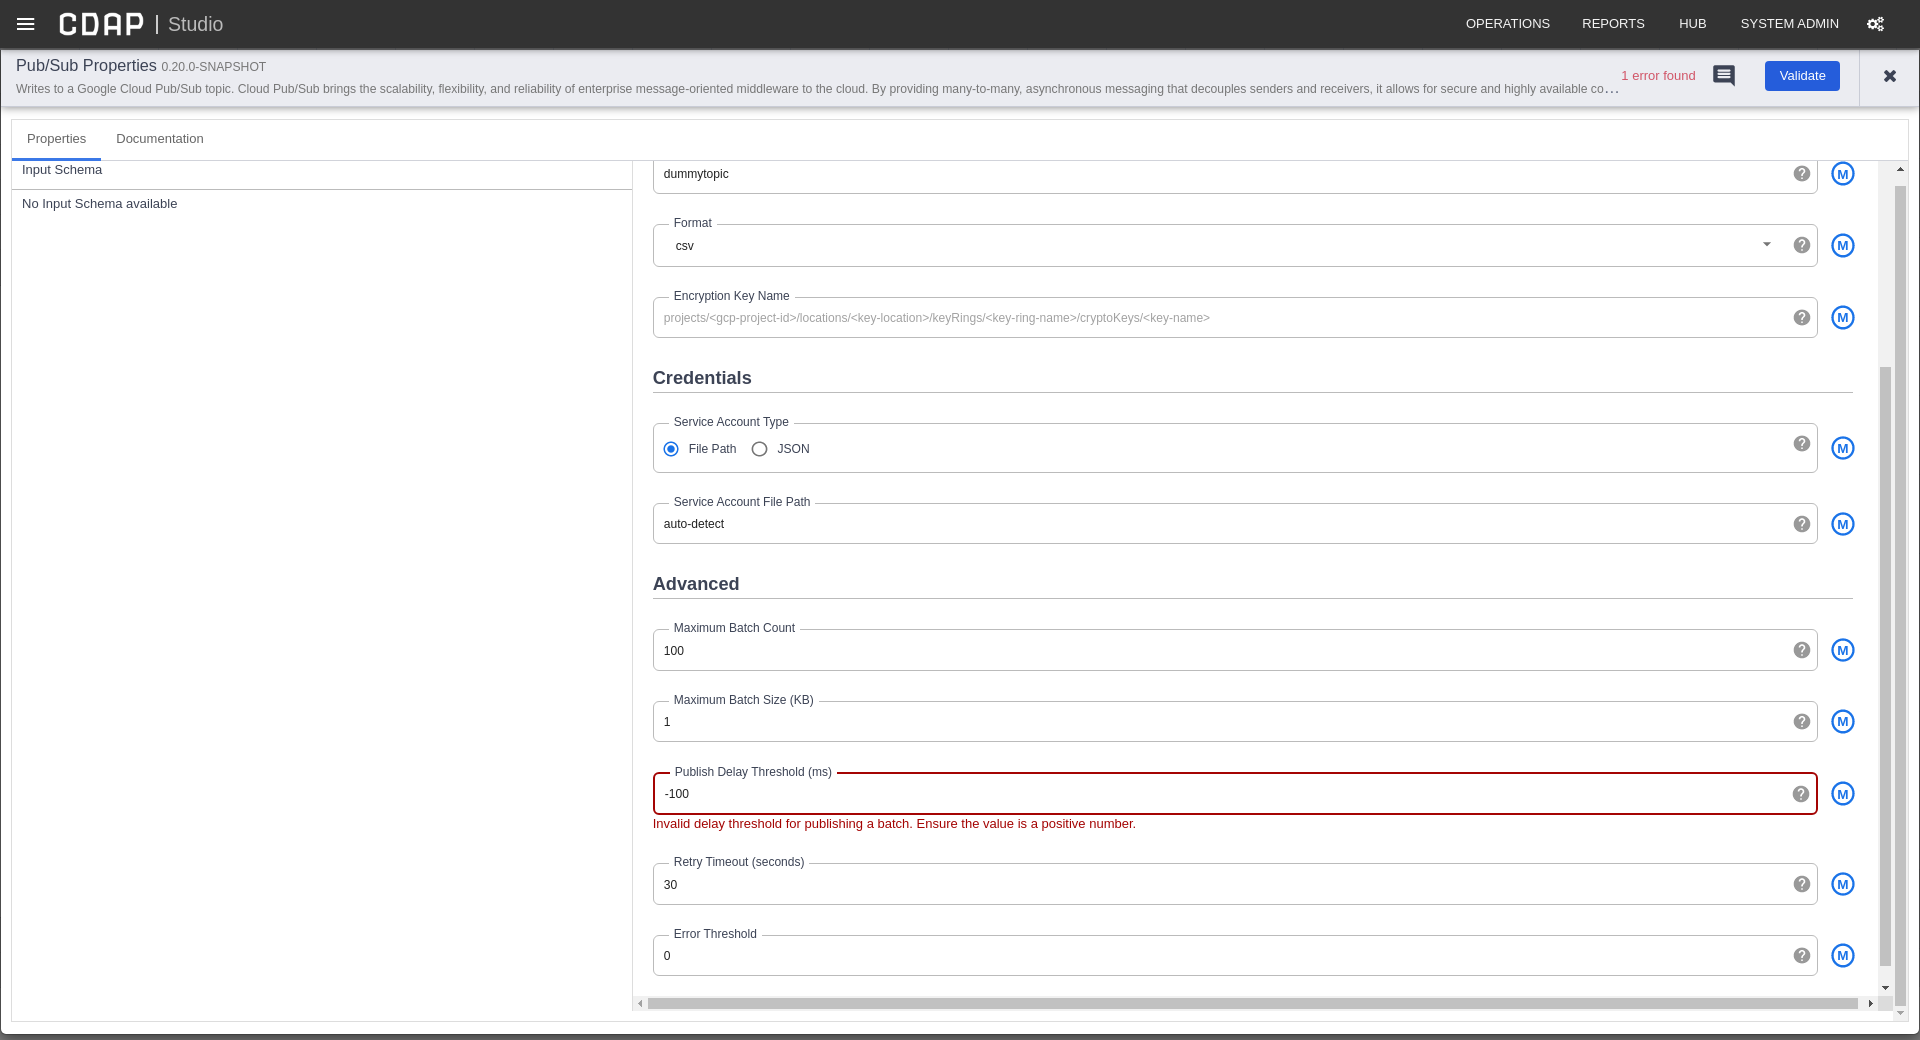 CDAP | Studio
OPERATIONS REPORTS HUB SYSTEM ADMIN
Pub/Sub Properties 0.20.0-SNAPSHOT
Writes to a Google Cloud Pub/Sub topic. Cloud Pub/Sub brings the scalability, flexibility, and reliability of enterprise message-oriented middleware to the cloud. By providing many-to-many, asynchronous messaging that decouples senders and receivers, it allows for secure and highly available co...
1 error found
Validate
Properties Documentation
Input Schema
No Input Schema available
dummytopic
M
Format
csv
M
Encryption Key Name
projects/<gcp-project-id>/locations/<key-location>/keyRings/<key-ring-name>/cryptoKeys/<key-name>
M
Credentials
Service Account Type
File Path JSON
M
Service Account File Path
auto-detect
M
Advanced
Maximum Batch Count
100
M
Maximum Batch Size (KB)
1
M
Publish Delay Threshold (ms)
-100
M
Invalid delay threshold for publishing a batch. Ensure the value is a positive number.
Retry Timeout (seconds)
30
M
Error Threshold
0
M